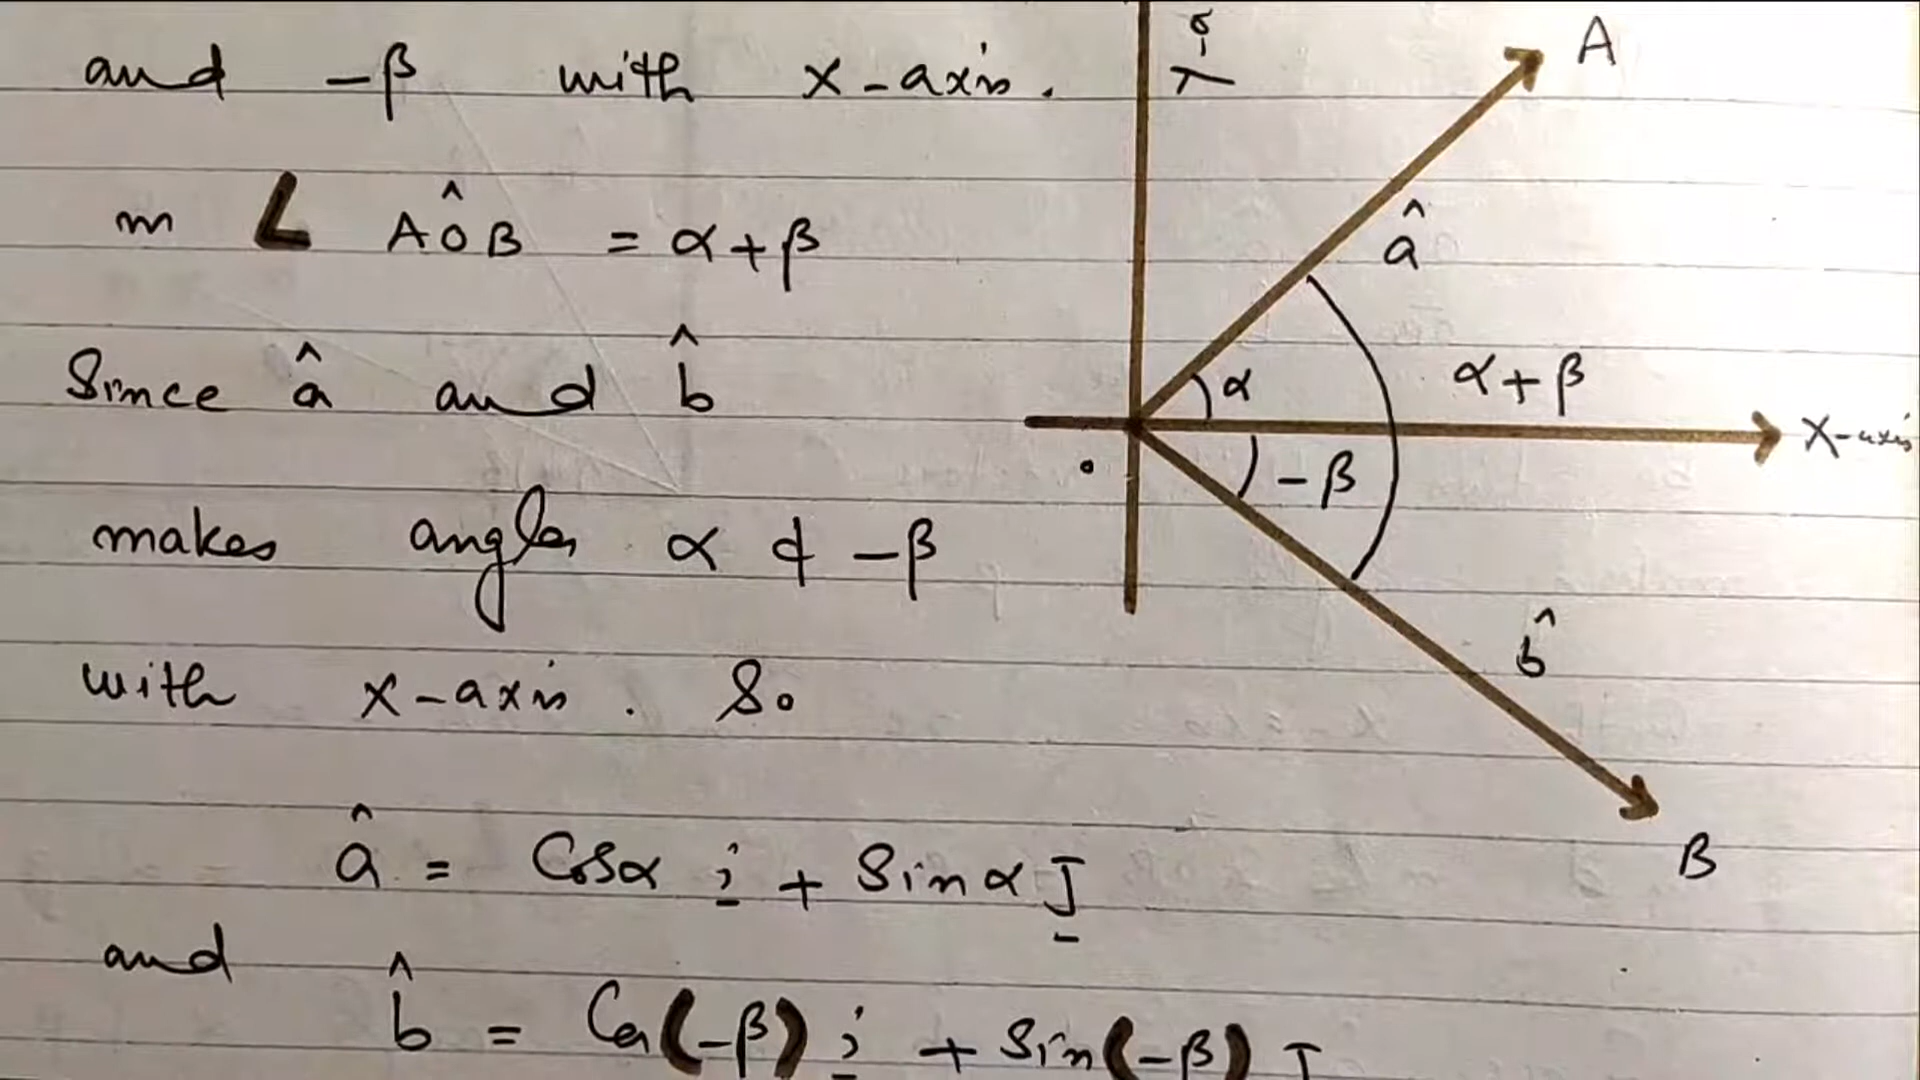 and -β with x-axis.
m ∠ AÔB = α+β
Since â and b̂
makes angles α & -β
with x-axis. So
â = Cosα i + Sinα J
and
b̂ = Cos(-β) i + Sin(-β) J
A
â
α
α+β
X-axis
-β
b̂
B